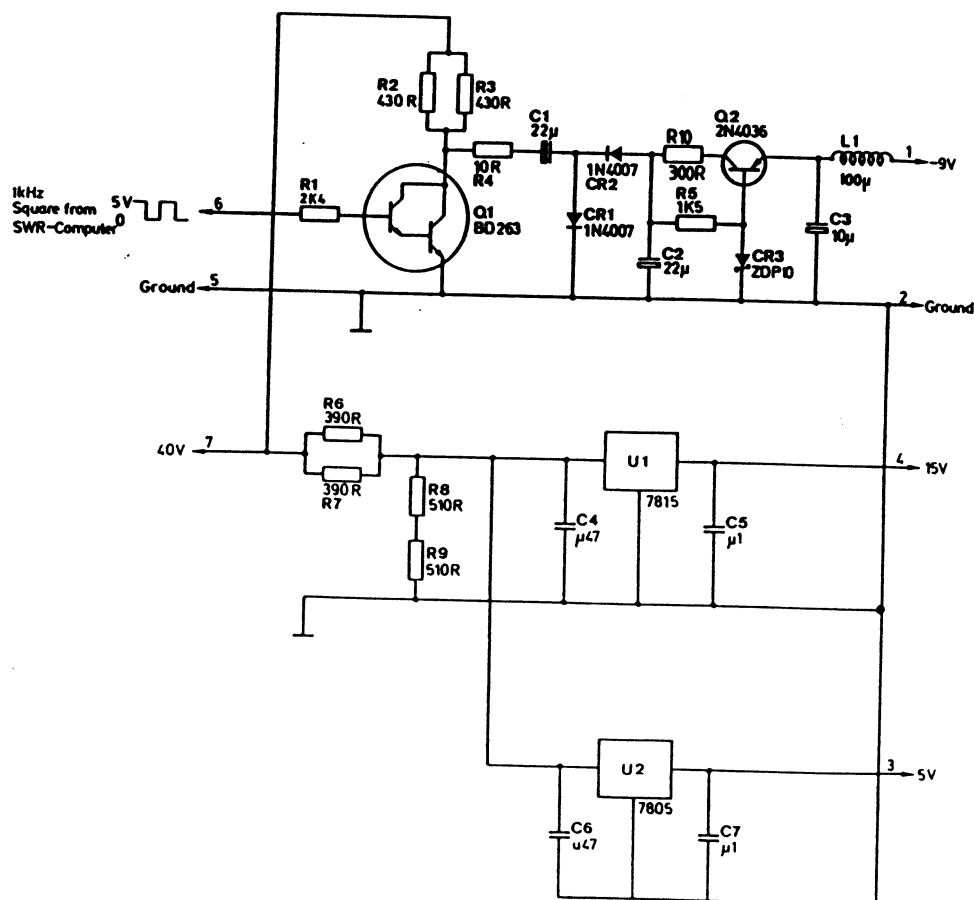 R2
430R
R3
430R
C1
22µ
Q2
2N4036
R10
300R
L1
100µ
1
-9V
1N4007
CR2
10R
R4
1kHz
Square from
SWR-Computer
5V
0
6
R1
2K4
Q1
BD263
CR1
1N4007
R5
1K5
C2
22µ
CR3
ZDP10
C3
10µ
Ground
5
2
Ground
R6
390R
40V
7
390R
R7
R8
510R
R9
510R
C4
µ47
U1
7815
C5
µ1
4
15V
U2
7805
3
5V
C6
u47
C7
µ1